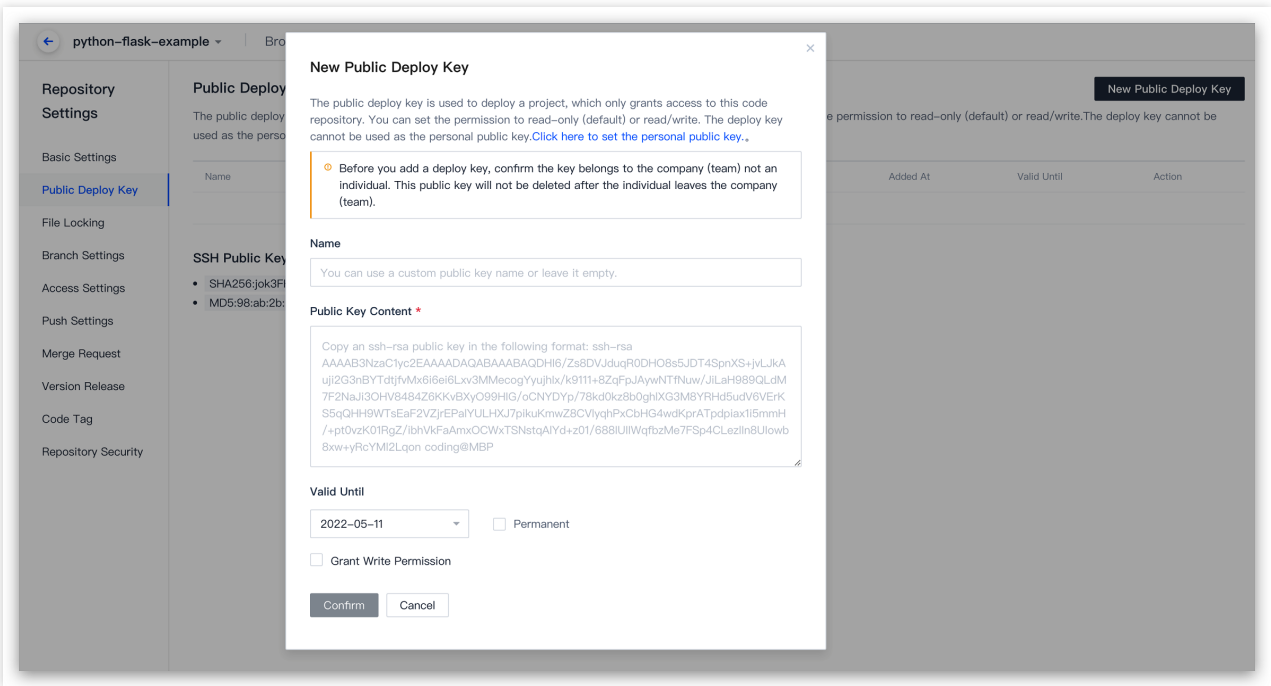 python-flask-example
Bro
Repository
Settings
Basic Settings
Public Deploy Key
File Locking
Branch Settings
Access Settings
Push Settings
Merge Request
Version Release
Code Tag
Repository Security
Public Deploy
New Public Deploy Key
The public deploy
e permission to read-only (default) or read/write.The deploy key cannot be
used as the perso
Name
Added At
Valid Until
Action
SSH Public Key
• SHA256:jok3F
• MD5:98:ab:2b:
New Public Deploy Key
The public deploy key is used to deploy a project, which only grants access to this code
repository. You can set the permission to read-only (default) or read/write. The deploy key
cannot be used as the personal public key.Click here to set the personal public key.。
Before you add a deploy key, confirm the key belongs to the company (team) not an
individual. This public key will not be deleted after the individual leaves the company
(team).
Name
You can use a custom public key name or leave it empty.
Public Key Content *
Copy an ssh-rsa public key in the following format: ssh-rsa
AAAAB3NzaC1yc2EAAAADAQABAAABAQDHI6/Zs8DVJduqR0DHO8s5JDT4SpnXS+jvLJkA
uji2G3nBYTdtjfvMx6i6ei6Lxv3MMecogYyujhIx/k9111+8ZqFpJAywNTfNuw/JiLaH989QLdM
7F2NaJi3OHV8484Z6KKvBXyO99HIG/oCNYDYp/78kd0kz8b0ghlXG3M8YRHd5udV6VErK
S5qQHH9WTsEaF2VZjrEPaIYULHXJ7pikuKmwZ8CVlyqhPxCbHG4wdKprATpdpiax1i5mmH
/+pt0vzK01RgZ/ibhVkFaAmxOCWxTSNstqAlYd+z01/688lUlIWqfbzMe7FSp4CLezlIn8Ulowb
8xw+yRcYMl2Lqon coding@MBP
Valid Until
2022-05-11
Permanent
Grant Write Permission
Confirm
Cancel